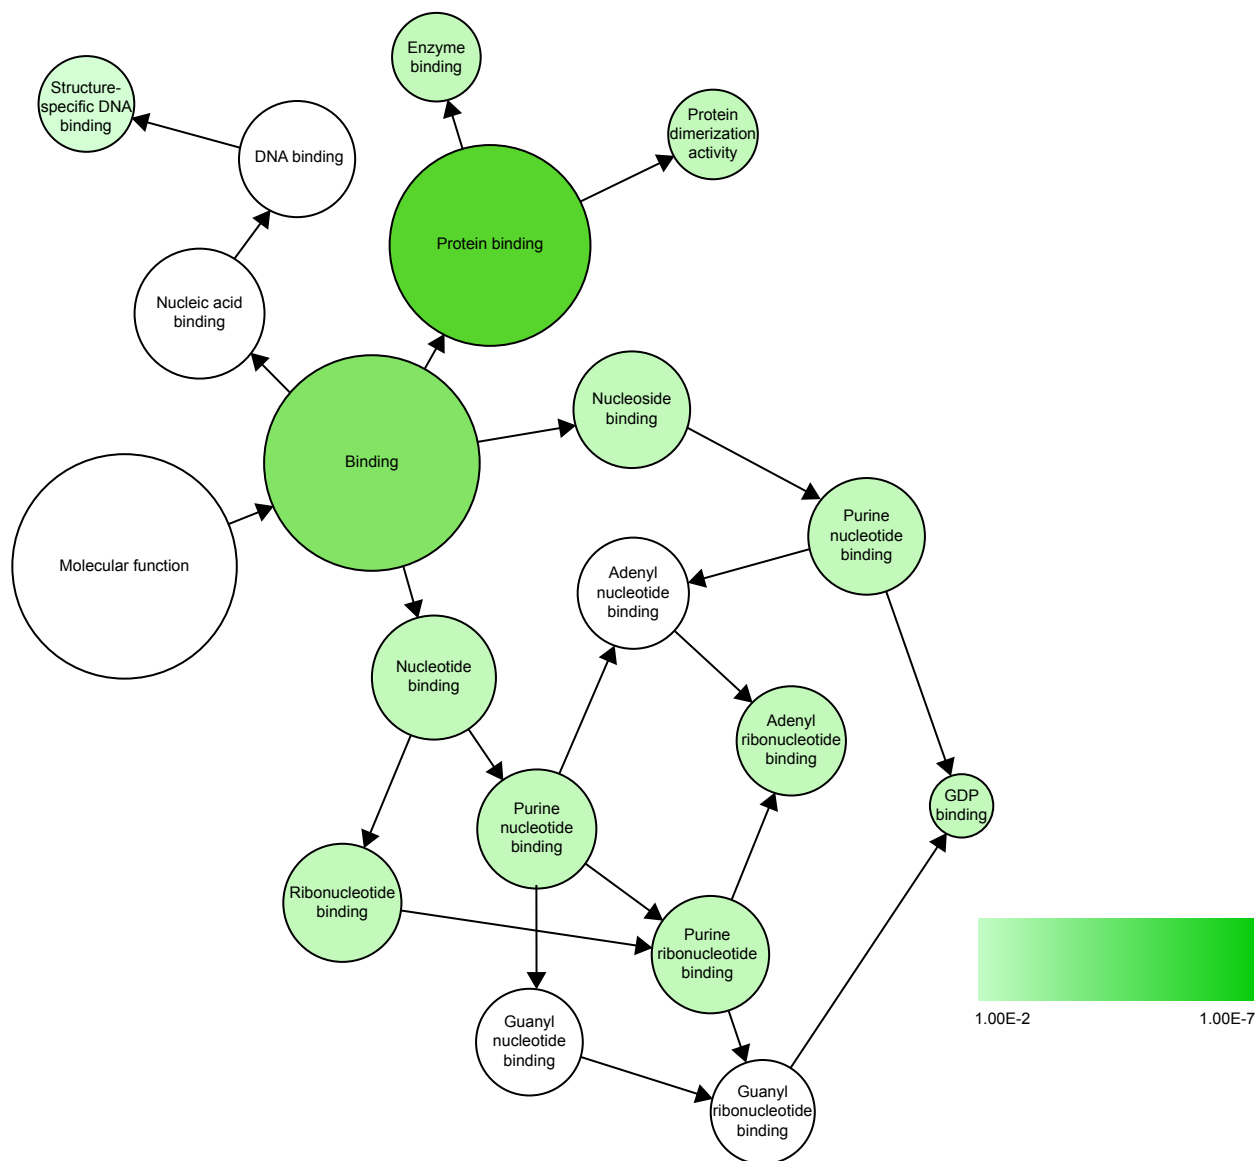 Enzyme
binding
Structure-
specific DNA
binding
Protein
dimerization
activity
DNA binding
Protein binding
Nucleic acid
binding
Nucleoside
binding
Binding
Purine
nucleotide
binding
Molecular function
Adenyl
nucleotide
binding
Nucleotide
binding
Adenyl
ribonucleotide
binding
GDP
binding
Purine
nucleotide
binding
Ribonucleotide
binding
Purine
ribonucleotide
binding
1.00E-2
1.00E-7
Guanyl
nucleotide
binding
Guanyl
ribonucleotide
binding